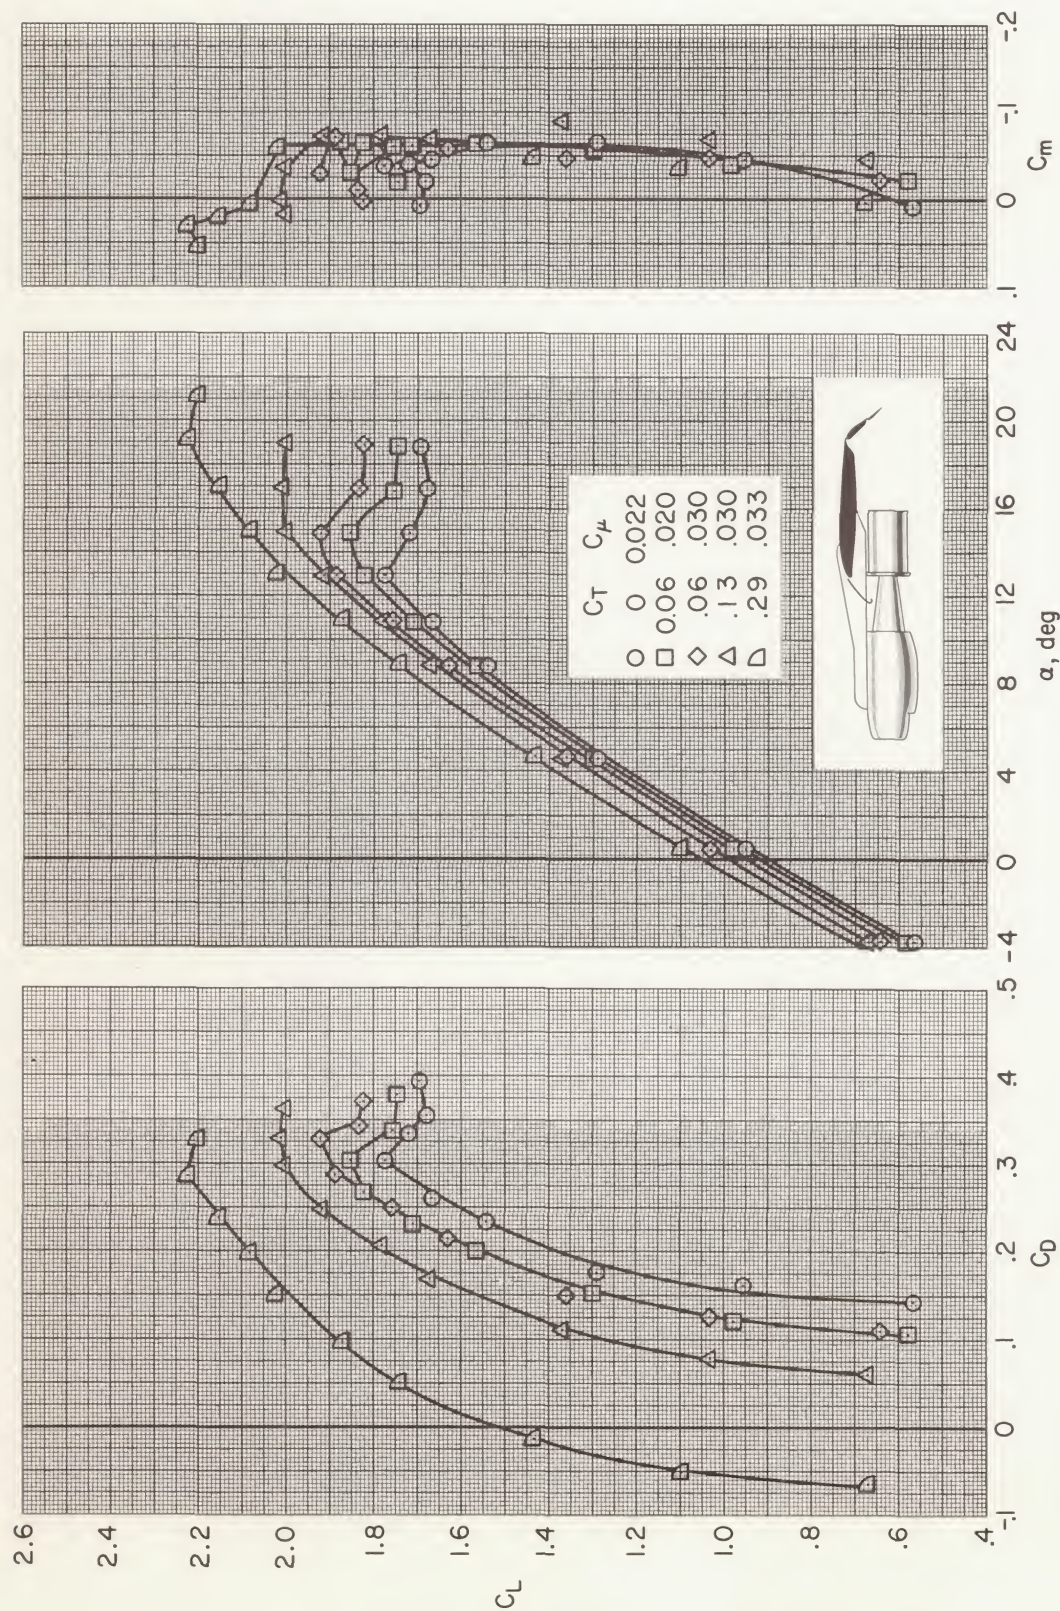 C_L
2.6
2.4
2.2
2.0
1.8
1.6
1.4
1.2
1.0
.8
.6
.4
-.1 0 .1 .2 .3 .4 .5
C_D
-4 0 4 8 12 16 20 24
α, deg
.1 0 -.1 -.2
C_m
C_T C_μ
0 0.022
0.06 .020
.06 .030
.13 .030
.29 .033